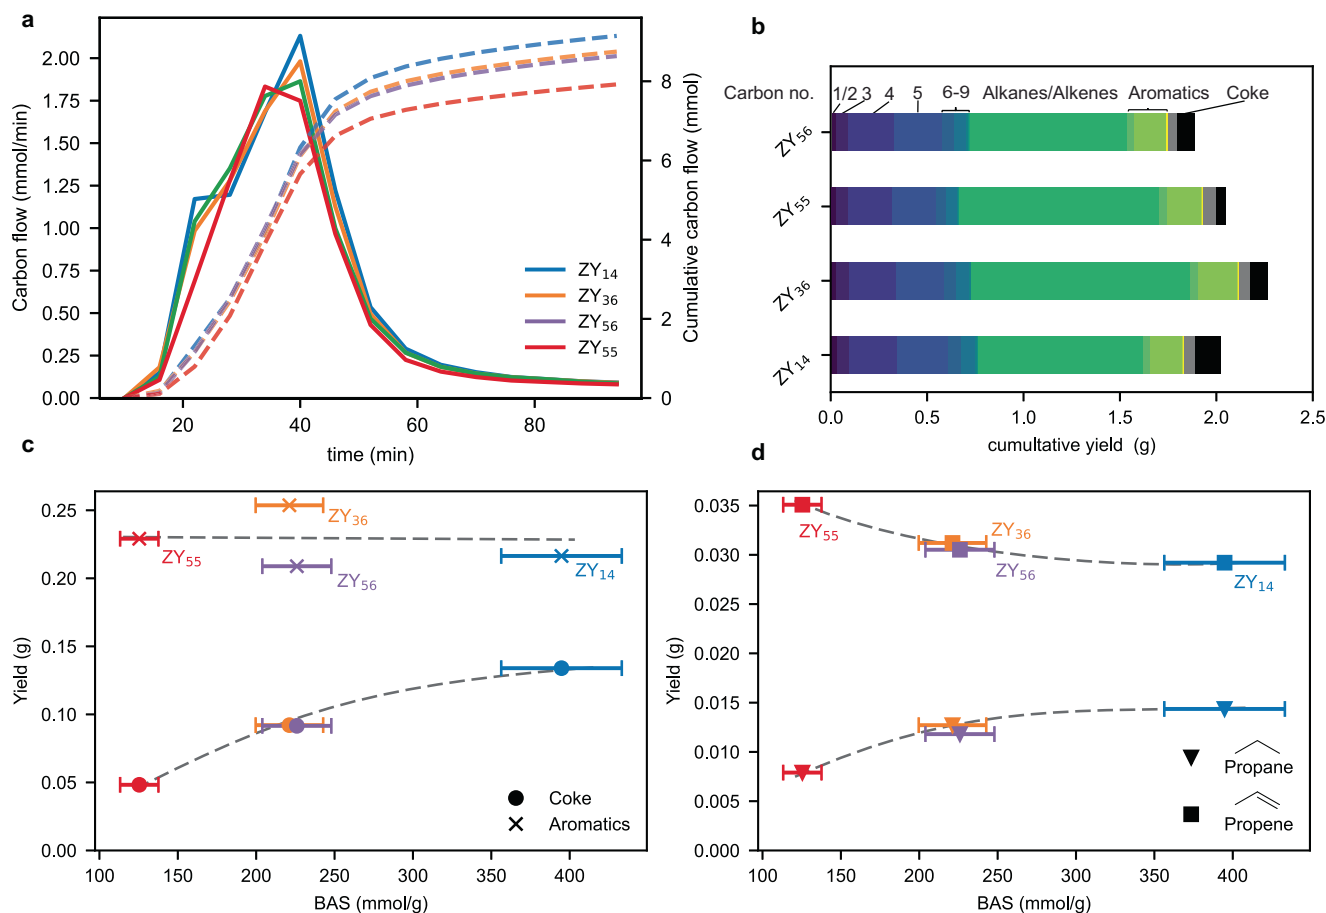 a
Carbon flow (mmol/min)
2.00
1.75
1.50
1.25
1.00
0.75
0.50
0.25
0.00
20 40 60 80
time (min)
8
6
4
2
0
Cumulative carbon flow (mmol)
ZY14
ZY36
ZY56
ZY55
b
Carbon no. 1/2 3 4 5 6-9 Alkanes/Alkenes Aromatics Coke
ZY56
ZY55
ZY36
ZY14
0.0 0.5 1.0 1.5 2.0 2.5
cumultative yield (g)
c
Yield (g)
0.25
0.20
0.15
0.10
0.05
0.00
ZY36
ZY55
ZY56
ZY14
Coke
Aromatics
100 150 200 250 300 350 400
BAS (mmol/g)
d
Yield (g)
0.035
0.030
0.025
0.020
0.015
0.010
0.005
0.000
ZY55
ZY36
ZY56
ZY14
Propane
Propene
100 150 200 250 300 350 400
BAS (mmol/g)